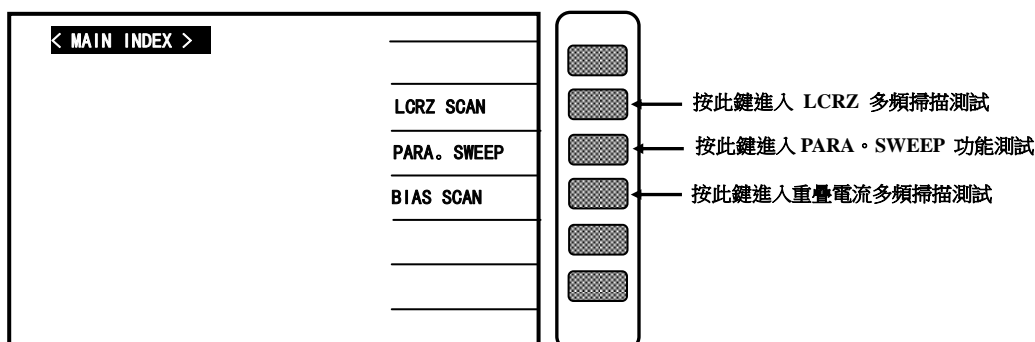 < MAIN INDEX >
LCRZ SCAN
按此鍵進入 LCRZ 多頻掃描測試
PARA。SWEEP
按此鍵進入 PARA。SWEEP 功能測試
BIAS SCAN
按此鍵進入重疊電流多頻掃描測試